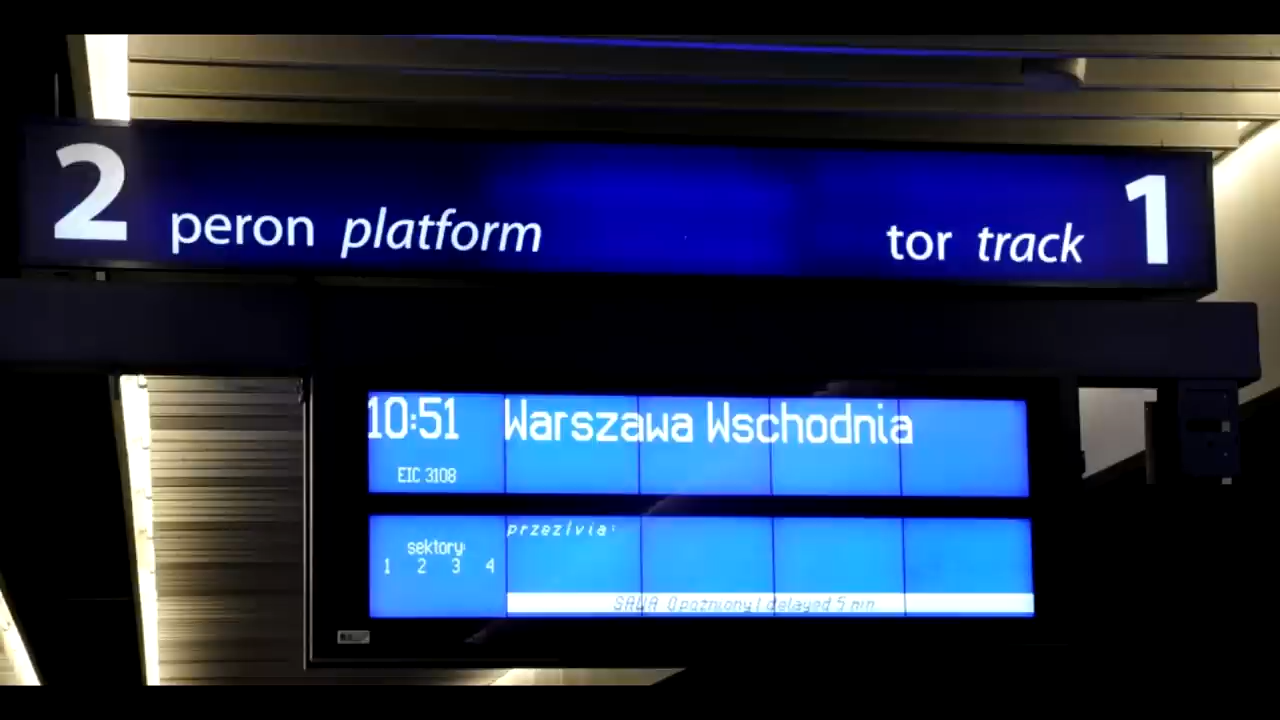 2 peron platform tor track 1
10:51 Warszawa Wschodnia
EIC 3108
przez/via:
sektory:
1 2 3 4
SAWA Opóźniony / delayed 5 min